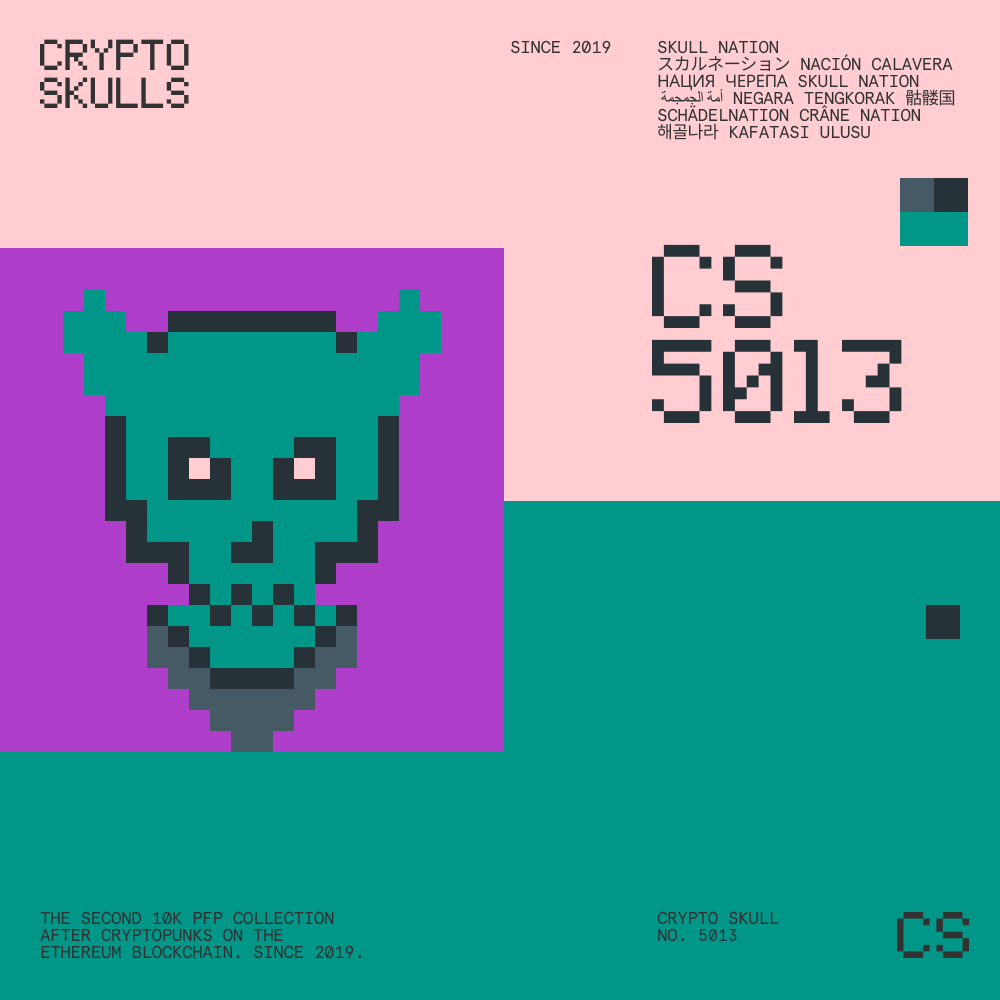 CRYPTO
SKULLS
SINCE 2019
SKULL NATION
スカルネーション NACIÓN CALAVERA
НАЦИЯ ЧЕРЕПА SKULL NATION
أمة الجمجمة NEGARA TENGKORAK 骷髅国
SCHÄDELNATION CRÂNE NATION
해골나라 KAFATASI ULUSU
CS
5013
THE SECOND 10K PFP COLLECTION
AFTER CRYPTOPUNKS ON THE
ETHEREUM BLOCKCHAIN. SINCE 2019.
CRYPTO SKULL
NO. 5013
CS